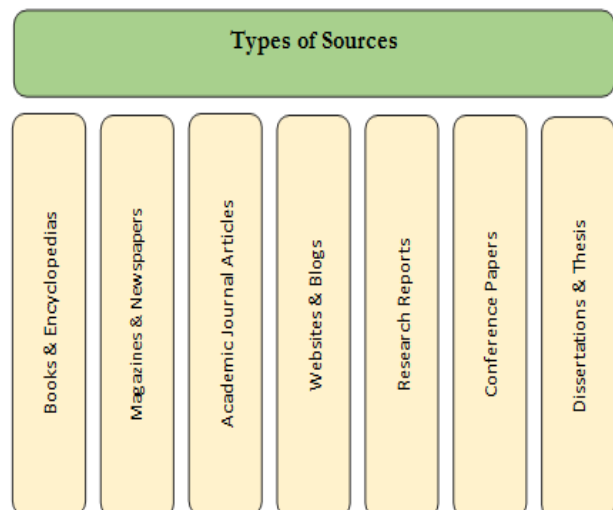 Types of Sources
Books & Encyclopedias
Magazines & Newspapers
Academic Journal Articles
Websites & Blogs
Research Reports
Conference Papers
Dissertations & Thesis